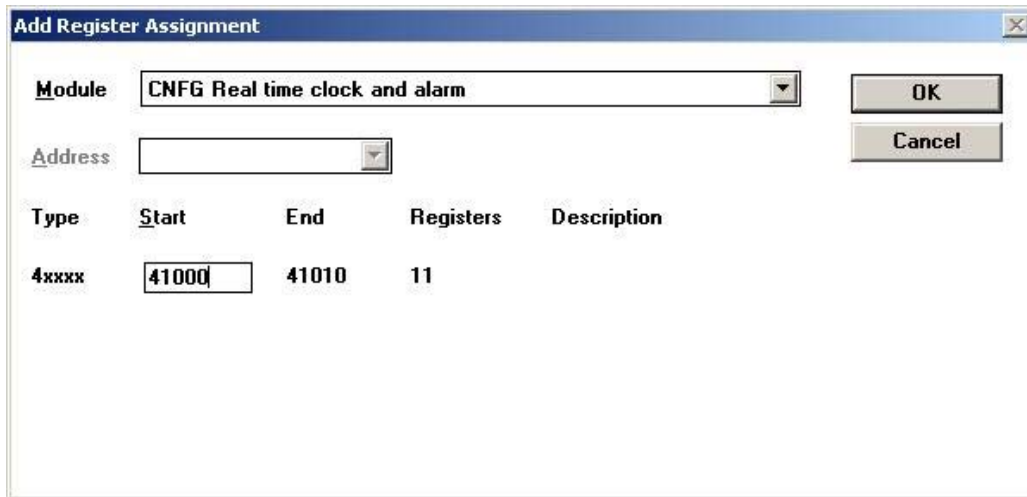 Add Register Assignment
Module CNFG Real time clock and alarm OK
Address Cancel
Type Start End Registers Description
4xxxx 41000 41010 11